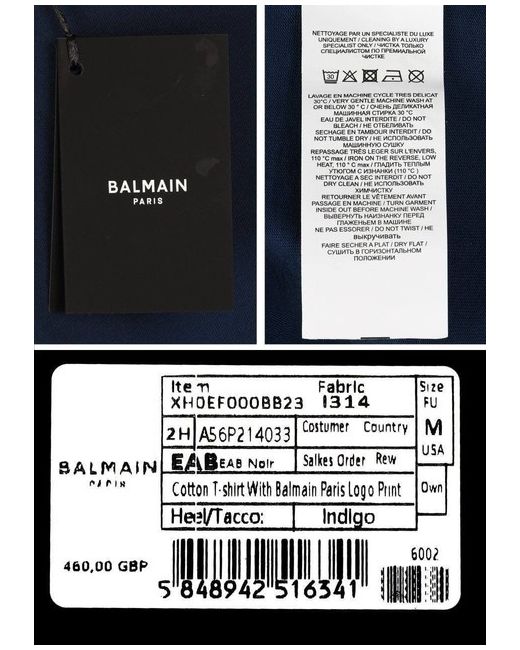 BALMAIN
PARIS
NETTOYAGE PAR UN SPECIALISTE DU LUXE
UNIQUEMENT / CLEANING BY A LUXURY
SPECIALIST ONLY / ЧИСТКА ТОЛЬКО
СПЕЦИАЛИСТОМ ПО ПРЕМИАЛЬНОЙ
ЧИСТКЕ
30
LAVAGE EN MACHINE CYCLE TRES DELICAT
30°C / VERY GENTLE MACHINE WASH AT
OR BELOW 30 ° C / ОЧЕНЬ ДЕЛИКАТНАЯ
МАШИННАЯ СТИРКА 30 °C
EAU DE JAVEL INTERDITE / DO NOT
BLEACH / НЕ ОТБЕЛИВАТЬ
SECHAGE EN TAMBOUR INTERDIT / DO
NOT TUMBLE DRY / НЕ ИСПОЛЬЗОВАТЬ
МАШИННУЮ СУШКУ
REPASSAGE TRÈS LEGER SUR L'ENVERS,
110 °C max / IRON ON THE REVERSE, LOW
HEAT, 110 ° C max / ГЛАДИТЬ ТЕПЛЫМ
УТЮГОМ С ИЗНАНКИ (110 °C )
NETTOYAGE A SEC INTERDIT / DO NOT
DRY CLEAN / НЕ ИСПОЛЬЗОВАТЬ
ХИМЧИСТКУ
RETOURNER LE VÊTEMENT AVANT
PASSAGE EN MACHINE / TURN GARMENT
INSIDE OUT BEFORE MACHINE WASH /
ВЫВЕРНУТЬ НАИЗНАНКУ ПЕРЕД
ГЛАЖЕНЬЕМ В МАШИНЕ
NE PAS ESSORER / DO NOT TWIST / НЕ
выкручивать
FAIRE SECHER A PLAT / DRY FLAT /
СУШИТЬ В ГОРИЗОНТАЛЬНОМ
ПОЛОЖЕНИИ
Item Fabric Size
XH0EF000BB23 1314 FU
2H A56P214033 Costumer Country M
USA
BALMAIN EAB EAB Noir Salkes Order Rew
PARIS
Cotton T-shirt With Balmain Paris Logo Print Own
Heel/Tacco: Indigo
460,00 GBP
6002
5 848942 516341